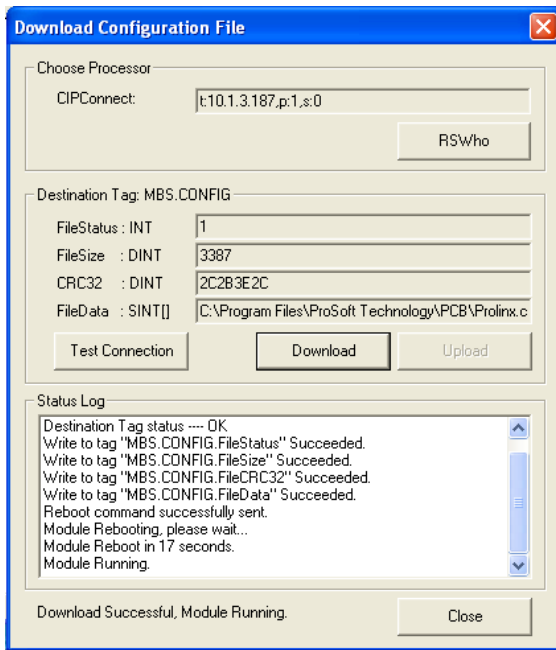 Download Configuration File
Choose Processor
CIPConnect: t:10.1.3.187,p:1,s:0
RSWho
Destination Tag: MBS.CONFIG
FileStatus : INT 1
FileSize : DINT 3387
CRC32 : DINT 2C2B3E2C
FileData : SINT[] C:\Program Files\ProSoft Technology\PCB\Prolinx.c
Test Connection Download Upload
Status Log
Destination Tag status ---- OK
Write to tag "MBS.CONFIG.FileStatus" Succeeded.
Write to tag "MBS.CONFIG.FileSize" Succeeded.
Write to tag "MBS.CONFIG.FileCRC32" Succeeded.
Write to tag "MBS.CONFIG.FileData" Succeeded.
Reboot command successfully sent.
Module Rebooting, please wait...
Module Reboot in 17 seconds.
Module Running.
Download Successful, Module Running. Close